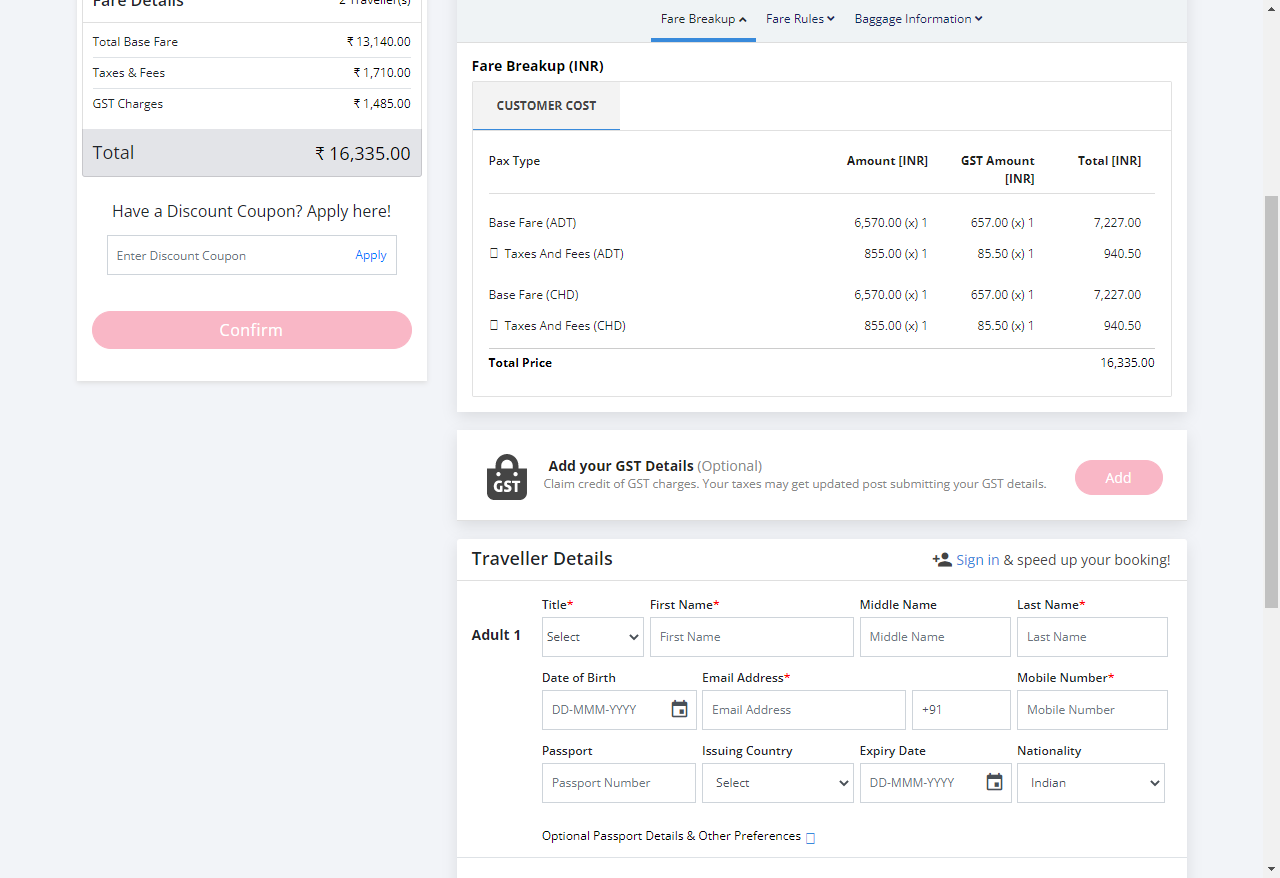 Fare Details 2 Traveller(s)
Total Base Fare ₹ 13,140.00
Taxes & Fees ₹ 1,710.00
GST Charges ₹ 1,485.00
Total ₹ 16,335.00
Have a Discount Coupon? Apply here!
Enter Discount Coupon Apply
Confirm
Fare Breakup Fare Rules Baggage Information
Fare Breakup (INR)
CUSTOMER COST
Pax Type Amount [INR] GST Amount [INR] Total [INR]
Base Fare (ADT) 6,570.00 (x) 1 657.00 (x) 1 7,227.00
Taxes And Fees (ADT) 855.00 (x) 1 85.50 (x) 1 940.50
Base Fare (CHD) 6,570.00 (x) 1 657.00 (x) 1 7,227.00
Taxes And Fees (CHD) 855.00 (x) 1 85.50 (x) 1 940.50
Total Price 16,335.00
GST
Add your GST Details (Optional)
Claim credit of GST charges. Your taxes may get updated post submitting your GST details.
Add
Traveller Details Sign in & speed up your booking!
Title* First Name* Middle Name Last Name*
Adult 1 Select First Name Middle Name Last Name
Date of Birth Email Address* Mobile Number*
DD-MMM-YYYY Email Address +91 Mobile Number
Passport Issuing Country Expiry Date Nationality
Passport Number Select DD-MMM-YYYY Indian
Optional Passport Details & Other Preferences